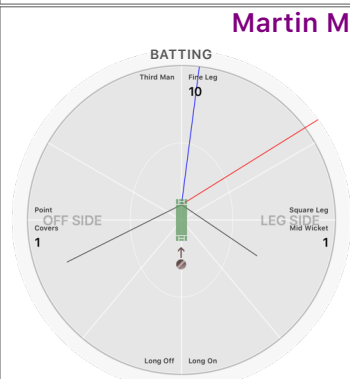 Martin M
BATTING
Third Man
Fine Leg
10
Point
Square Leg
OFF SIDE
LEG SIDE
Covers
Mid Wicket
1
1
Long Off
Long On